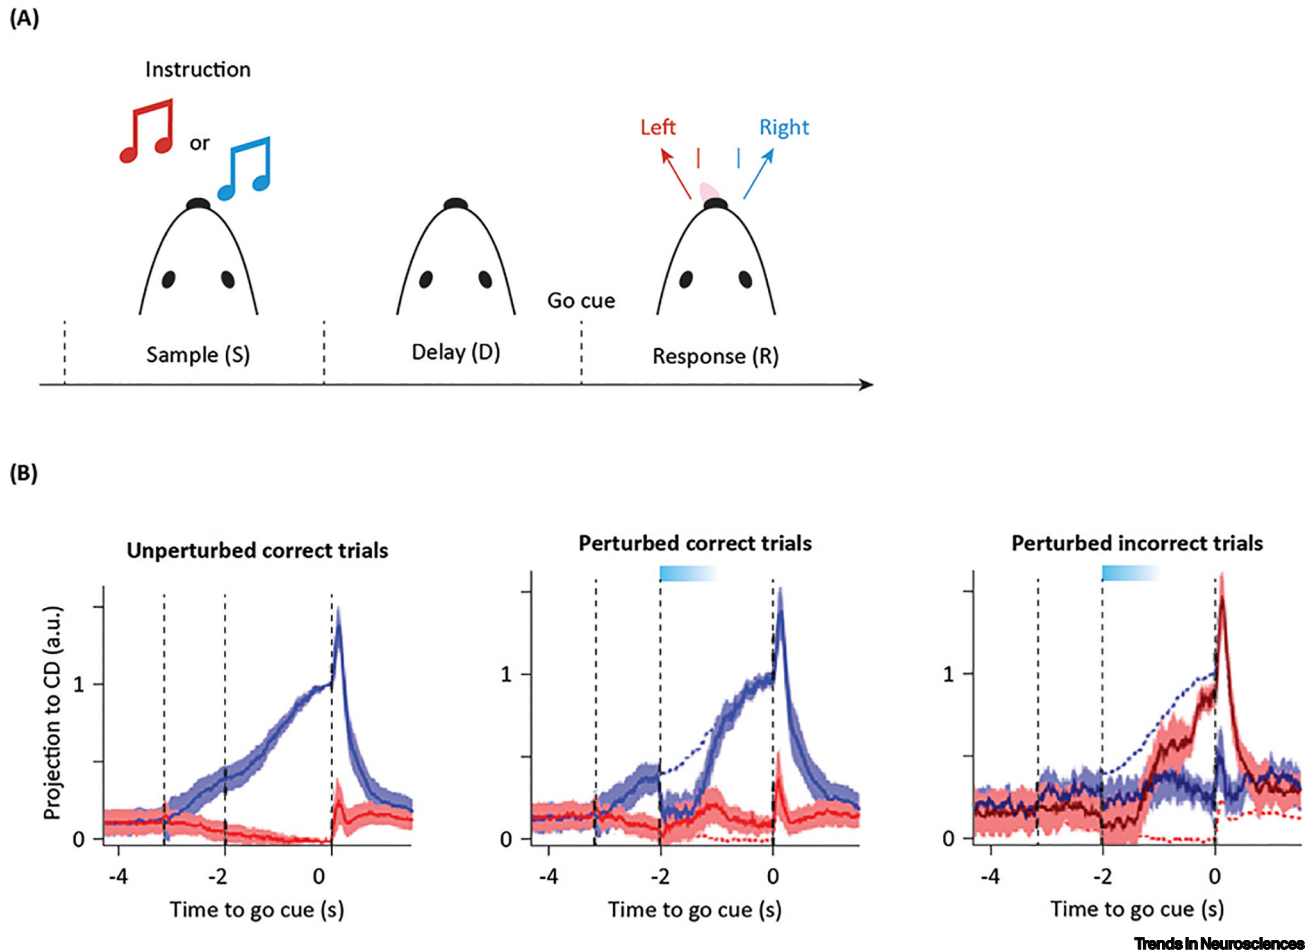 (A)
Instruction
or
Left
Right
Go cue
Sample (S)
Delay (D)
Response (R)
(B)
Unperturbed correct trials
Perturbed correct trials
Perturbed incorrect trials
Projection to CD (a.u.)
1
0
-4
-2
0
Time to go cue (s)
1
0
-4
-2
0
Time to go cue (s)
1
0
-4
-2
0
Time to go cue (s)
Trends in Neurosciences